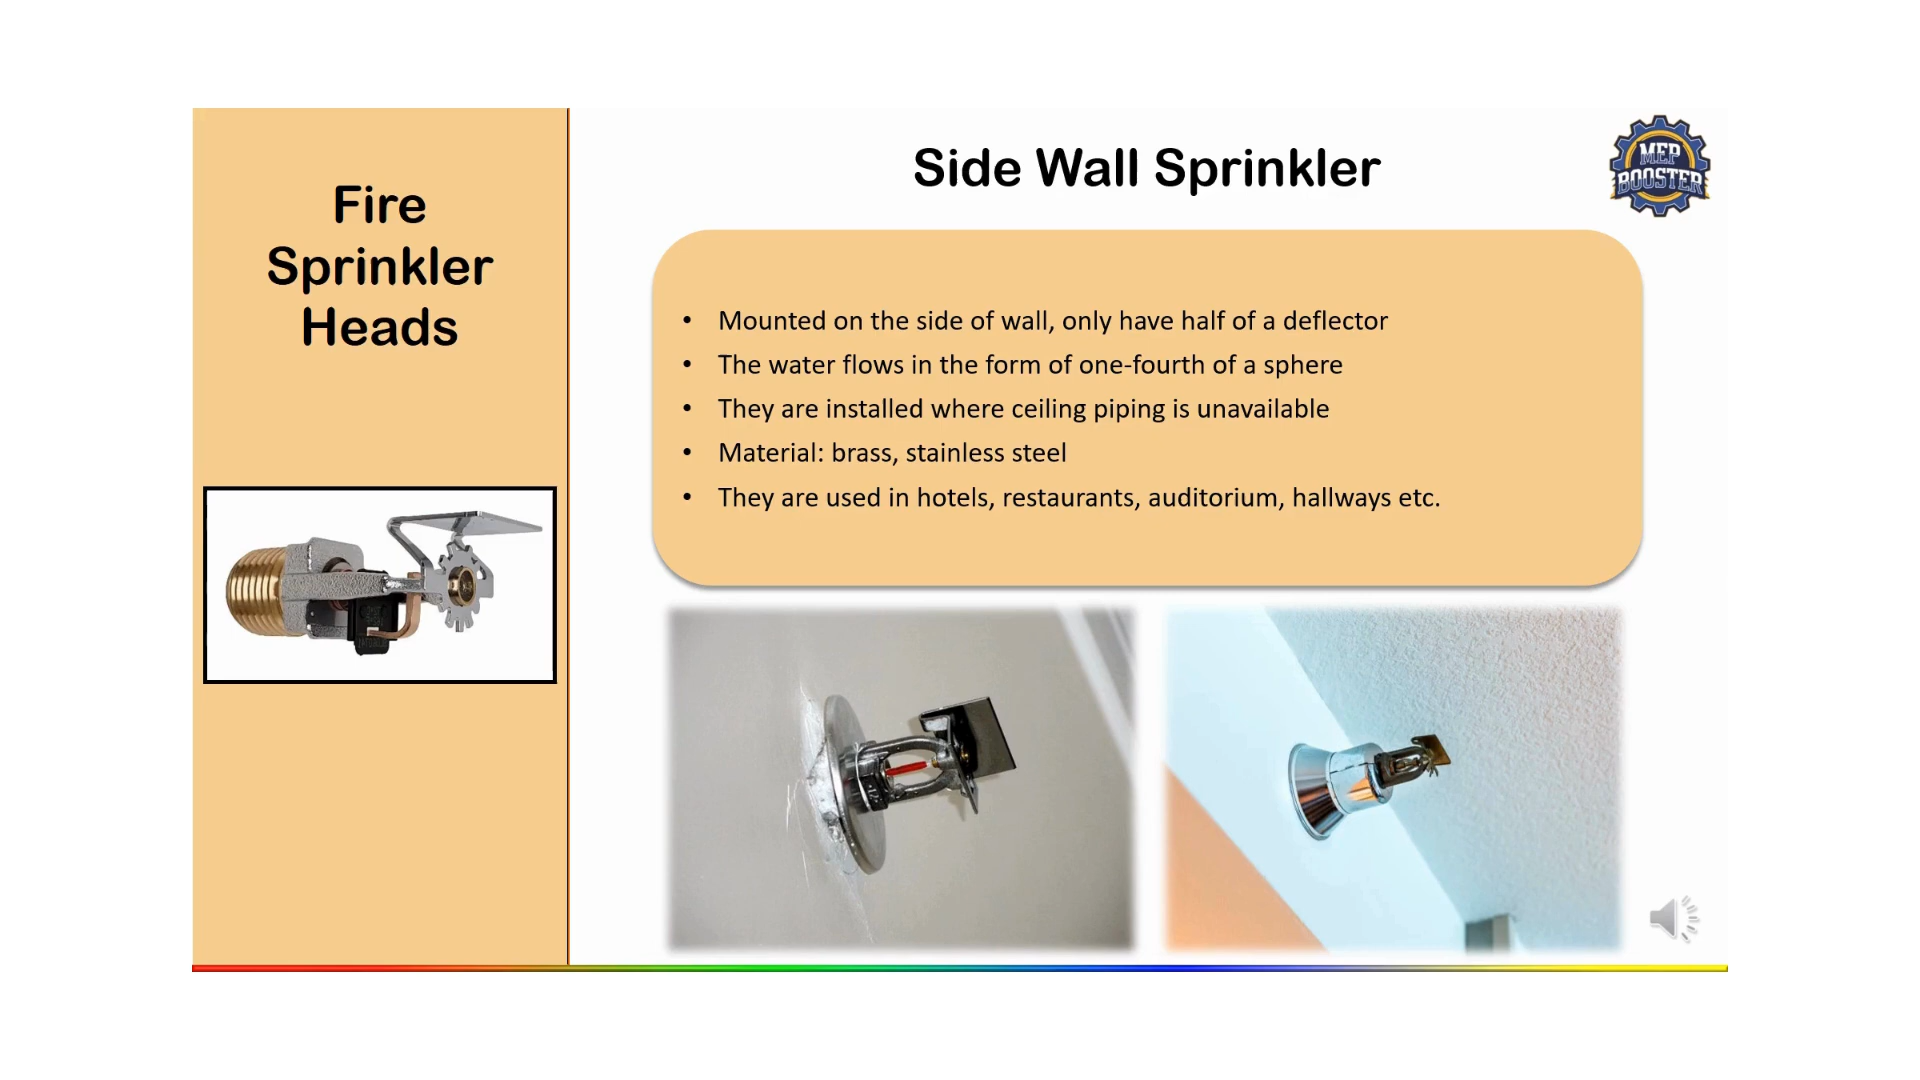 Fire
Sprinkler
Heads
Side Wall Sprinkler
MEP
BOOSTER
• Mounted on the side of wall, only have half of a deflector
• The water flows in the form of one-fourth of a sphere
• They are installed where ceiling piping is unavailable
• Material: brass, stainless steel
• They are used in hotels, restaurants, auditorium, hallways etc.